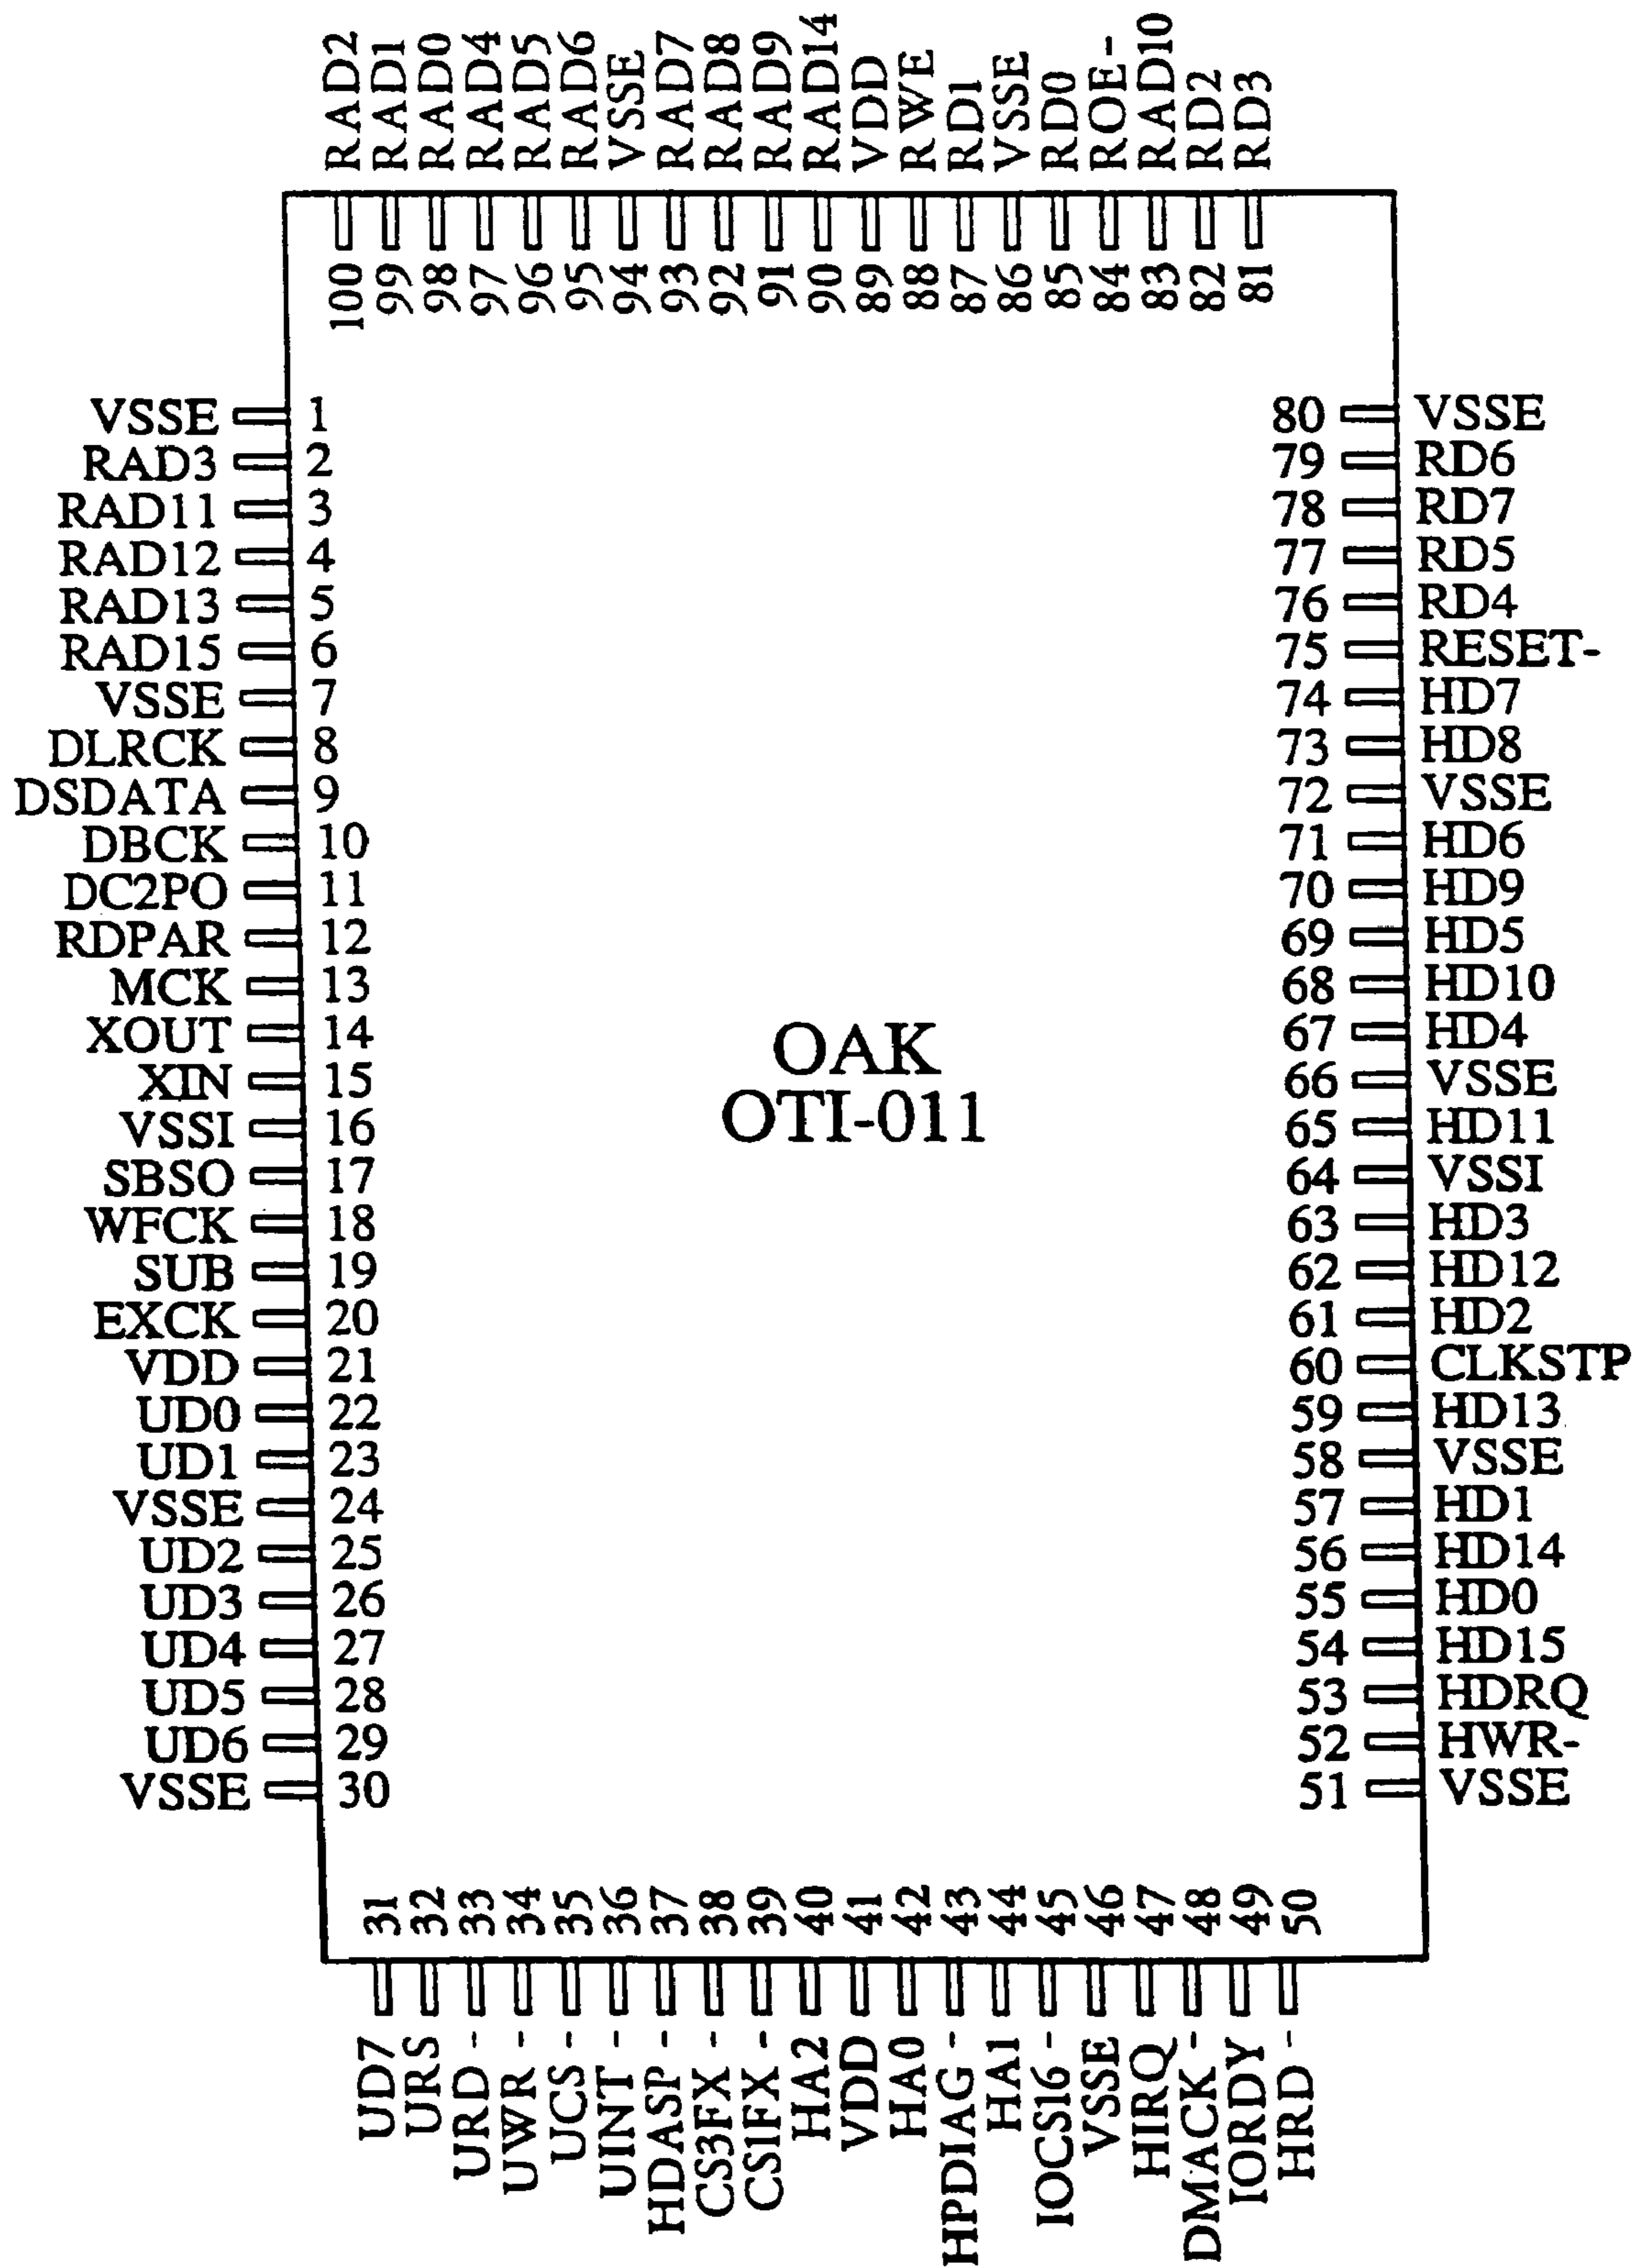 RAD2 RAD1 RAD0 RAD4 RAD5 RAD6 VSSE RAD7 RAD8 RAD9 RAD14 VDD RWE RD1 VSSE RD0 ROE- RAD10 RD2 RD3
100 99 98 97 96 95 94 93 92 91 90 89 88 87 86 85 84 83 82 81
VSSE 1 80 VSSE
RAD3 2 79 RD6
RAD11 3 78 RD7
RAD12 4 77 RD5
RAD13 5 76 RD4
RAD15 6 75 RESET-
VSSE 7 74 HD7
DLRCK 8 73 HD8
DSDATA 9 72 VSSE
DBCK 10 71 HD6
DC2PO 11 70 HD9
RDPAR 12 69 HD5
MCK 13 68 HD10
XOUT 14 67 HD4
XIN 15 66 VSSE
VSSI 16 65 HD11
SBSO 17 64 VSSI
WFCK 18 63 HD3
SUB 19 62 HD12
EXCK 20 61 HD2
VDD 21 60 CLKSTP
UD0 22 59 HD13
UD1 23 58 VSSE
VSSE 24 57 HD1
UD2 25 56 HD14
UD3 26 55 HD0
UD4 27 54 HD15
UD5 28 53 HDRQ
UD6 29 52 HWR-
VSSE 30 51 VSSE
OAK
OTI-011
31 32 33 34 35 36 37 38 39 40 41 42 43 44 45 46 47 48 49 50
UD7 URS URD- UWR- UCS- UINT- HDASP- CS3FX- CS1FX- HA2 VDD HA0 HPDIAG- HA1 IOCS16- VSSE HIRQ DMACK- IORDY HRD-